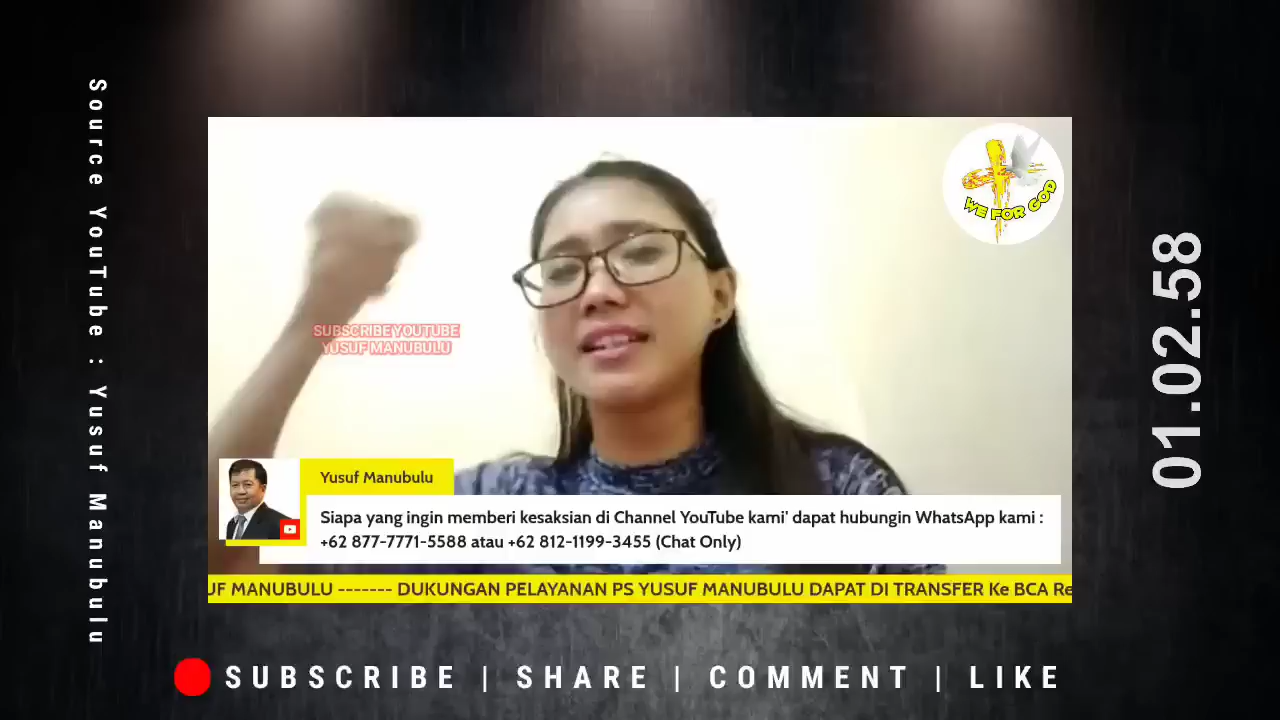 Source YouTube : Yusuf Manubulu
WE FOR GOD
01.02.58
SUBSCRIBE YOUTUBE
YUSUF MANUBULU
Yusuf Manubulu
Siapa yang ingin memberi kesaksian di Channel YouTube kami' dapat hubungin WhatsApp kami :
+62 877-7771-5588 atau +62 812-1199-3455 (Chat Only)
UF MANUBULU ------- DUKUNGAN PELAYANAN PS YUSUF MANUBULU DAPAT DI TRANSFER Ke BCA Re
SUBSCRIBE | SHARE | COMMENT | LIKE